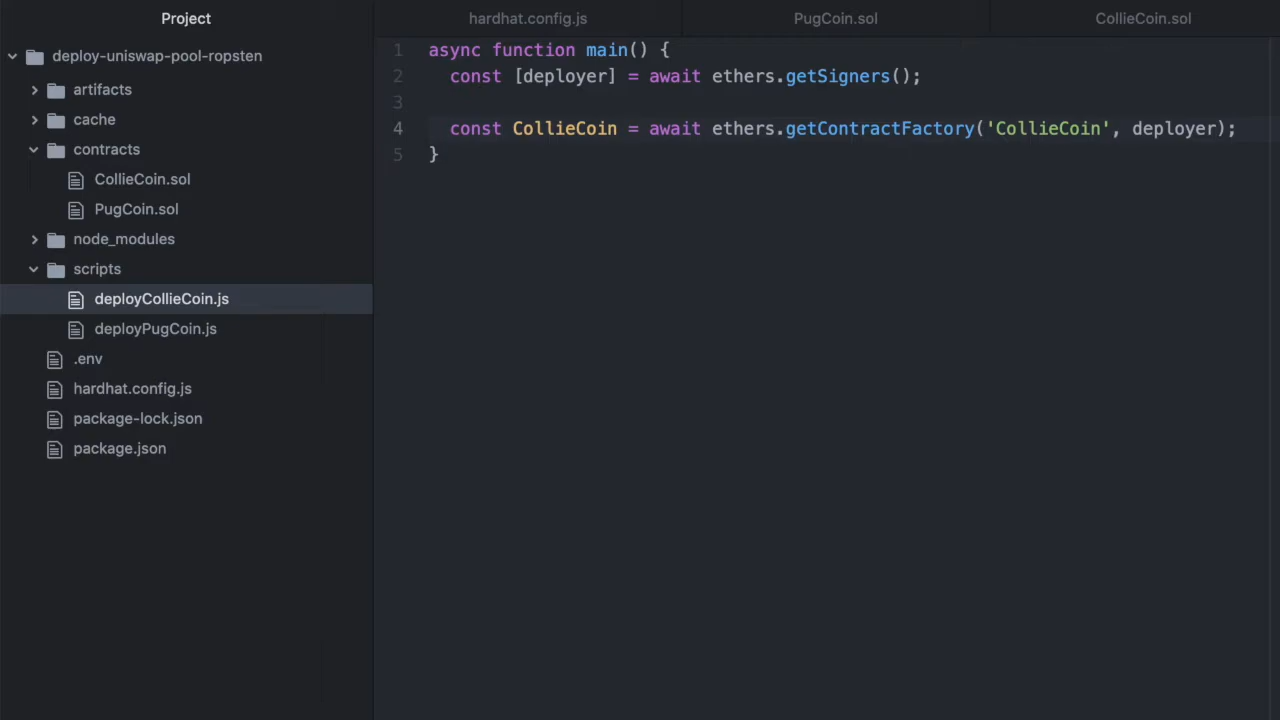 Project
deploy-uniswap-pool-ropsten
artifacts
cache
contracts
CollieCoin.sol
PugCoin.sol
node_modules
scripts
deployCollieCoin.js
deployPugCoin.js
.env
hardhat.config.js
package-lock.json
package.json
hardhat.config.js PugCoin.sol CollieCoin.sol
1 async function main() {
2 const [deployer] = await ethers.getSigners();
3
4 const CollieCoin = await ethers.getContractFactory('CollieCoin', deployer);
5 }